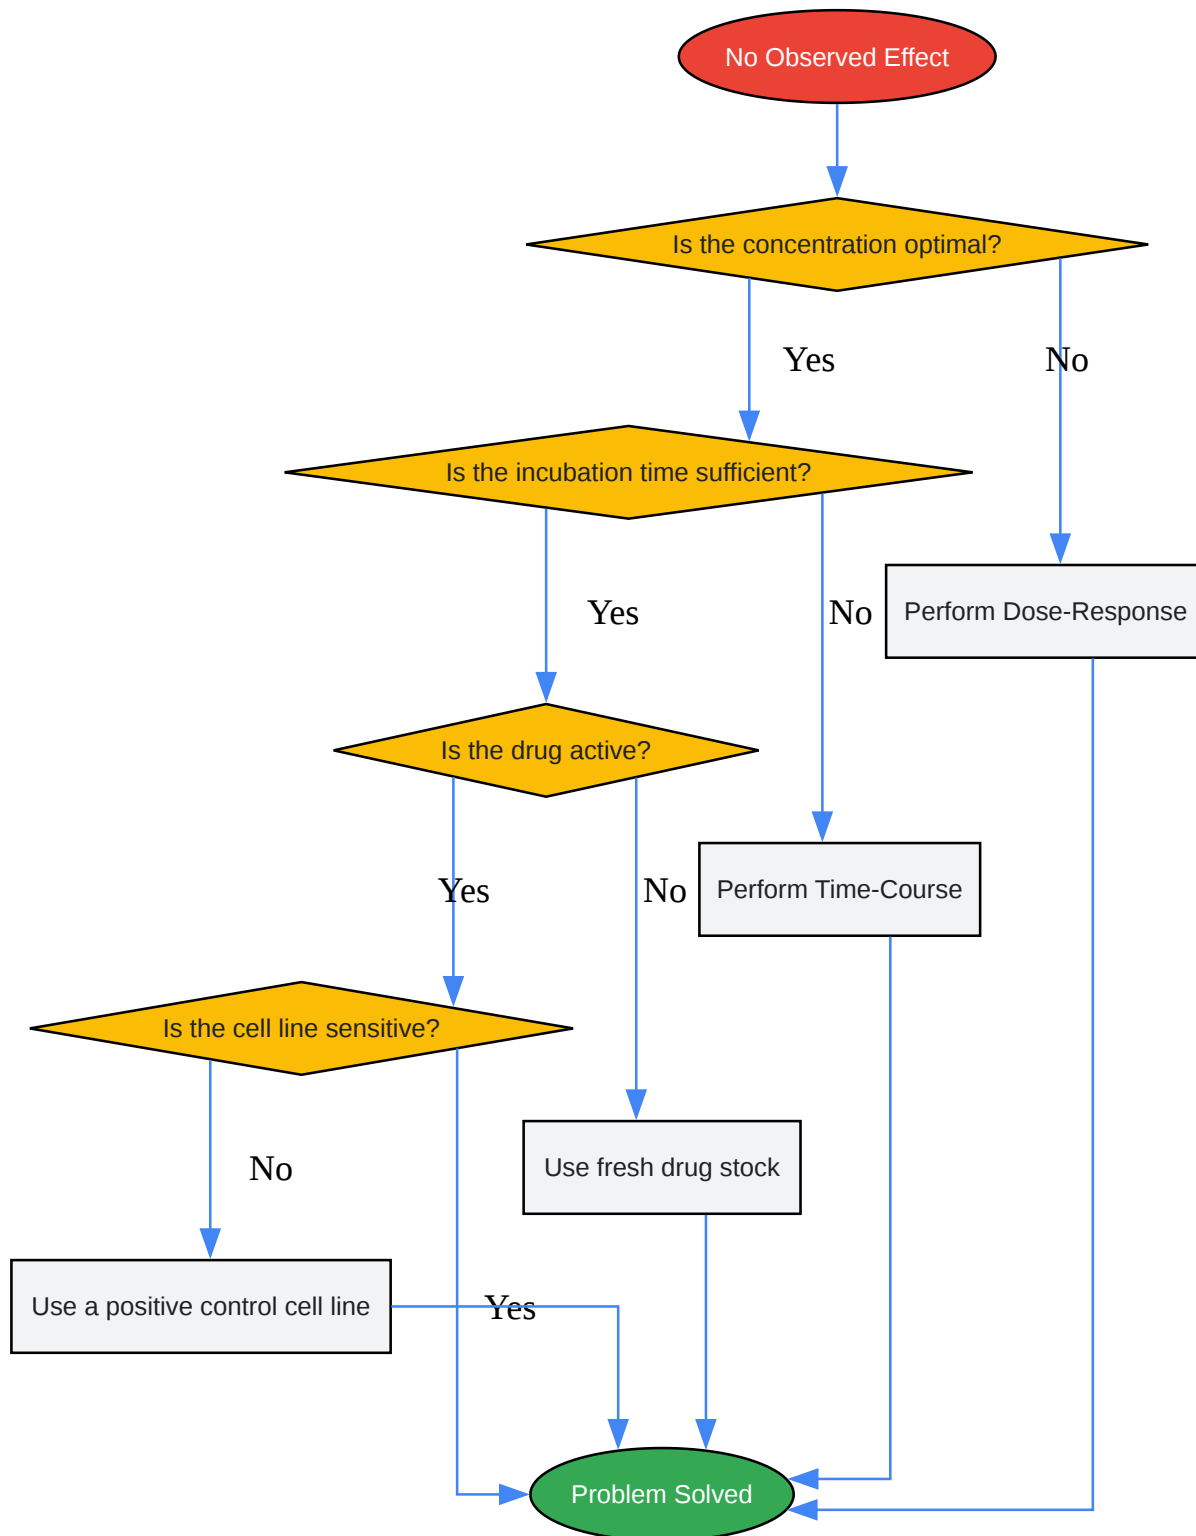 No Observed Effect
Is the concentration optimal?
Yes
No
Is the incubation time sufficient?
Yes
No
Perform Dose-Response
Is the drug active?
Yes
No
Perform Time-Course
Is the cell line sensitive?
No
Use fresh drug stock
Use a positive control cell line
Yes
Problem Solved